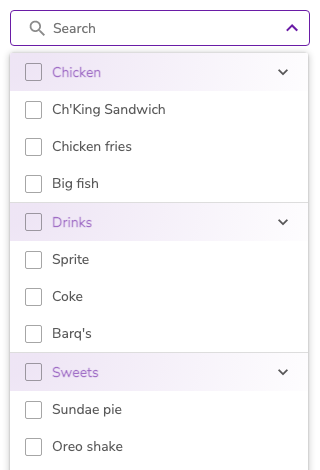 Search
Chicken
Ch'King Sandwich
Chicken fries
Big fish
Drinks
Sprite
Coke
Barq's
Sweets
Sundae pie
Oreo shake